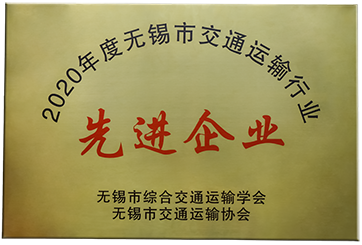 2020年度无锡市交通运输行业
先进企业
无锡市综合交通运输学会
无锡市交通运输协会